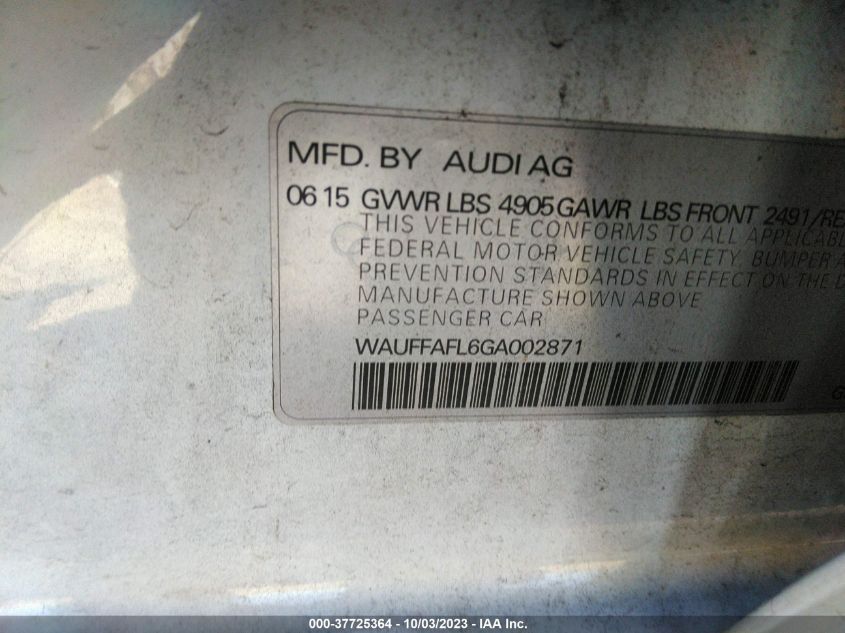 MFD. BY AUDI AG
06 15 GVWR LBS 4905 GAWR LBS FRONT 2491/RE
THIS VEHICLE CONFORMS TO ALL APPLICABL
FEDERAL MOTOR VEHICLE SAFETY, BUMPER A
PREVENTION STANDARDS IN EFFECT ON THE D
MANUFACTURE SHOWN ABOVE
PASSENGER CAR
WAUFFAFL6GA002871
G
000-37725364 - 10/03/2023 - IAA Inc.